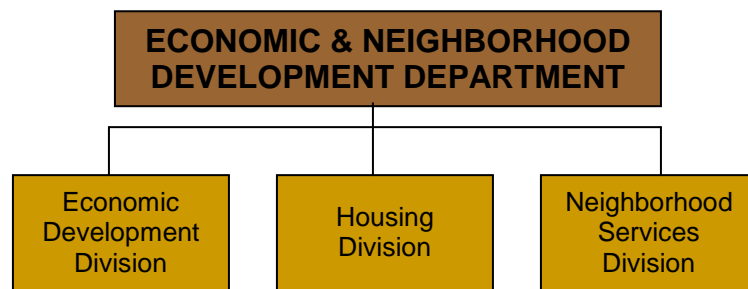 ECONOMIC & NEIGHBORHOOD
DEVELOPMENT DEPARTMENT
Economic
Development
Division
Housing
Division
Neighborhood
Services
Division